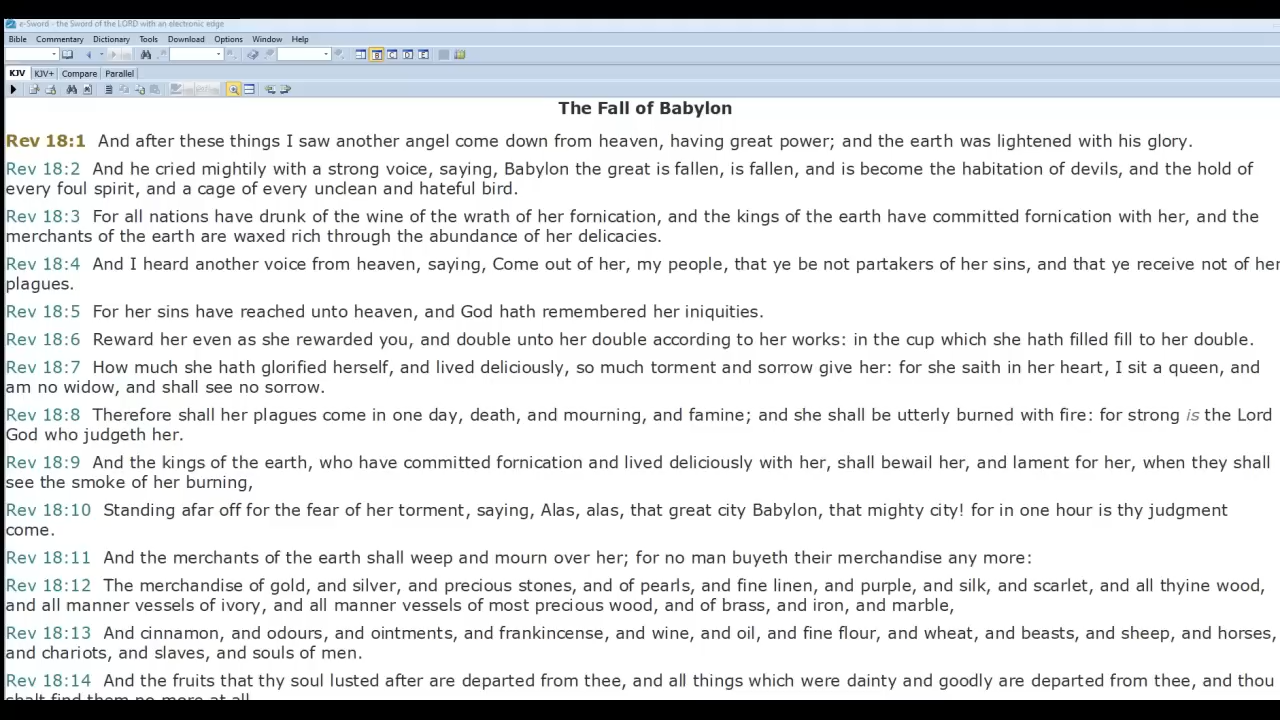 e-Sword - the Sword of the LORD with an electronic edge
Bible Commentary Dictionary Tools Download Options Window Help
B C D E
KJV KJV+ Compare Parallel
The Fall of Babylon
Rev 18:1 And after these things I saw another angel come down from heaven, having great power; and the earth was lightened with his glory.
Rev 18:2 And he cried mightily with a strong voice, saying, Babylon the great is fallen, is fallen, and is become the habitation of devils, and the hold of
every foul spirit, and a cage of every unclean and hateful bird.
Rev 18:3 For all nations have drunk of the wine of the wrath of her fornication, and the kings of the earth have committed fornication with her, and the
merchants of the earth are waxed rich through the abundance of her delicacies.
Rev 18:4 And I heard another voice from heaven, saying, Come out of her, my people, that ye be not partakers of her sins, and that ye receive not of her
plagues.
Rev 18:5 For her sins have reached unto heaven, and God hath remembered her iniquities.
Rev 18:6 Reward her even as she rewarded you, and double unto her double according to her works: in the cup which she hath filled fill to her double.
Rev 18:7 How much she hath glorified herself, and lived deliciously, so much torment and sorrow give her: for she saith in her heart, I sit a queen, and
am no widow, and shall see no sorrow.
Rev 18:8 Therefore shall her plagues come in one day, death, and mourning, and famine; and she shall be utterly burned with fire: for strong is the Lord
God who judgeth her.
Rev 18:9 And the kings of the earth, who have committed fornication and lived deliciously with her, shall bewail her, and lament for her, when they shall
see the smoke of her burning,
Rev 18:10 Standing afar off for the fear of her torment, saying, Alas, alas, that great city Babylon, that mighty city! for in one hour is thy judgment
come.
Rev 18:11 And the merchants of the earth shall weep and mourn over her; for no man buyeth their merchandise any more:
Rev 18:12 The merchandise of gold, and silver, and precious stones, and of pearls, and fine linen, and purple, and silk, and scarlet, and all thyine wood,
and all manner vessels of ivory, and all manner vessels of most precious wood, and of brass, and iron, and marble,
Rev 18:13 And cinnamon, and odours, and ointments, and frankincense, and wine, and oil, and fine flour, and wheat, and beasts, and sheep, and horses,
and chariots, and slaves, and souls of men.
Rev 18:14 And the fruits that thy soul lusted after are departed from thee, and all things which were dainty and goodly are departed from thee, and thou
shalt find them no more at all